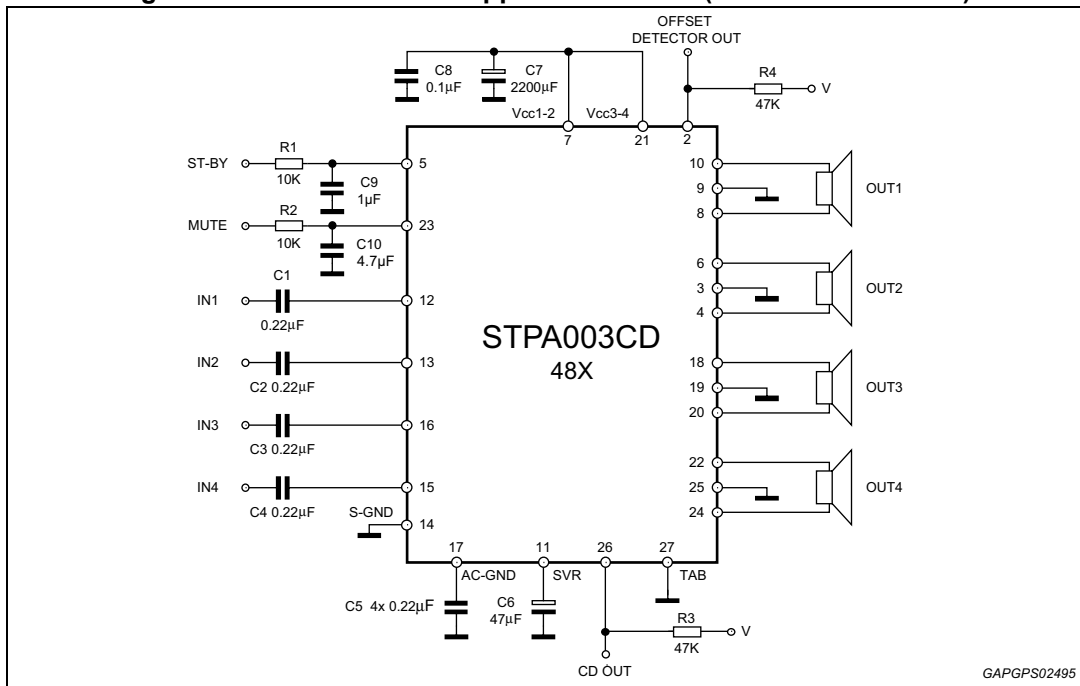 OFFSET
DETECTOR OUT
C8
0.1µF
C7
2200µF
R4
47K
V
Vcc1-2
Vcc3-4
7
21
2
ST-BY
R1
10K
5
C9
1µF
MUTE
R2
10K
23
C10
4.7µF
IN1
C1
0.22µF
12
IN2
C2 0.22µF
13
IN3
C3 0.22µF
16
IN4
C4 0.22µF
15
S-GND
14
STPA003CD
48X
10
9
8
OUT1
6
3
4
OUT2
18
19
20
OUT3
22
25
24
OUT4
17
AC-GND
11
SVR
26
27
TAB
C5 4x 0.22µF
C6
47µF
R3
47K
V
CD OUT
GAPGPS02495